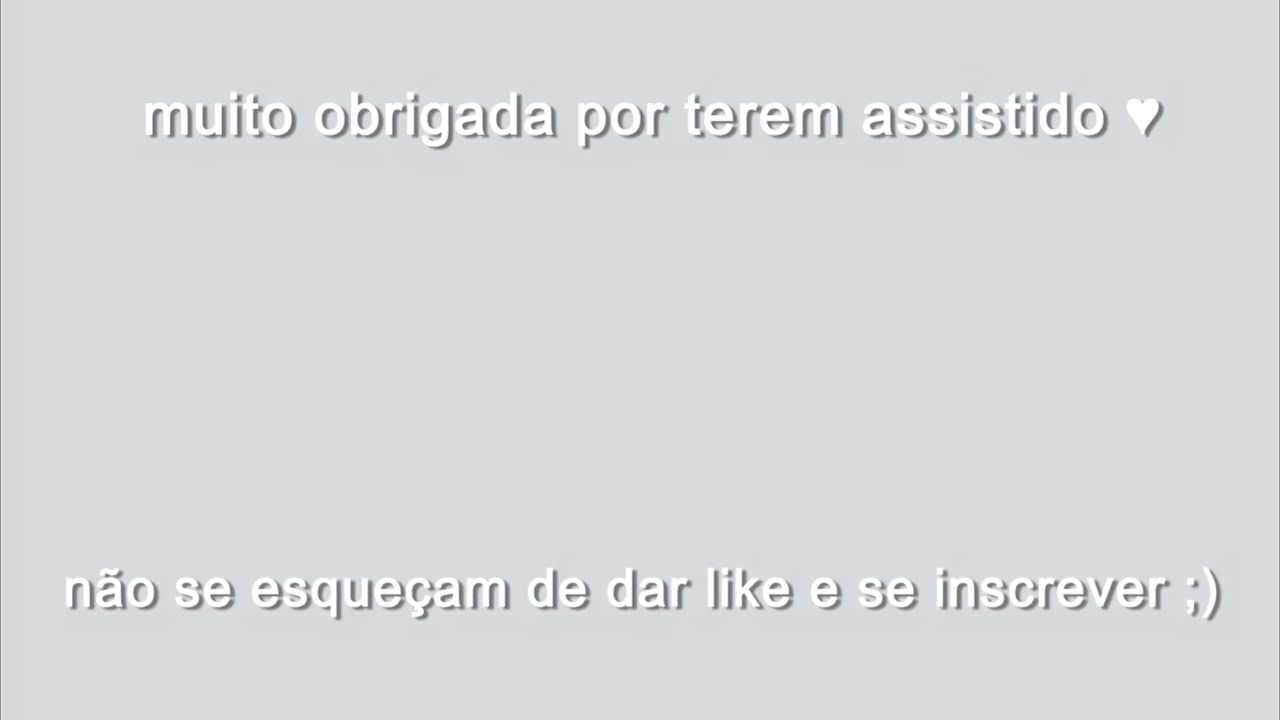 muito obrigada por terem assistido ♥
não se esqueçam de dar like e se inscrever ;)